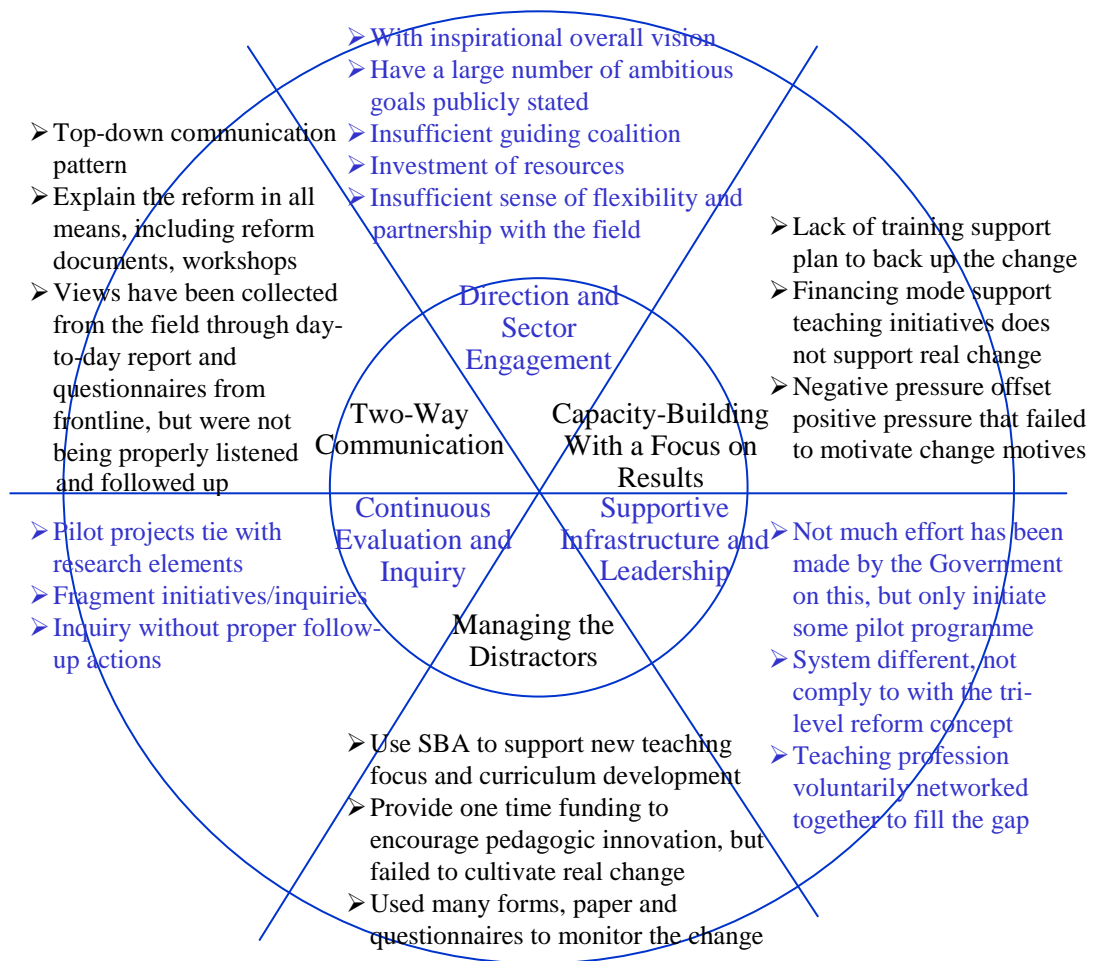 ➢ With inspirational overall vision
➢ Have a large number of ambitious
goals publicly stated
➢ Insufficient guiding coalition
➢ Investment of resources
➢ Insufficient sense of flexibility and
partnership with the field
➢ Top-down communication
pattern
➢ Explain the reform in all
means, including reform
documents, workshops
➢ Views have been collected
from the field through day-
to-day report and
questionnaires from
frontline, but were not
being properly listened
and followed up
➢ Lack of training support
plan to back up the change
➢ Financing mode support
teaching initiatives does
not support real change
➢ Negative pressure offset
positive pressure that failed
to motivate change motives
Direction and
Sector
Engagement
Two-Way
Communication
Capacity-Building
With a Focus on
Results
Continuous
Evaluation and
Inquiry
Supportive
Infrastructure and
Leadership
Managing the
Distractors
➢ Pilot projects tie with
research elements
➢ Fragment initiatives/inquiries
➢ Inquiry without proper follow-
up actions
➢ Not much effort has been
made by the Government
on this, but only initiate
some pilot programme
➢ System different, not
comply to with the tri-
level reform concept
➢ Teaching profession
voluntarily networked
together to fill the gap
➢ Use SBA to support new teaching
focus and curriculum development
➢ Provide one time funding to
encourage pedagogic innovation, but
failed to cultivate real change
➢ Used many forms, paper and
questionnaires to monitor the change